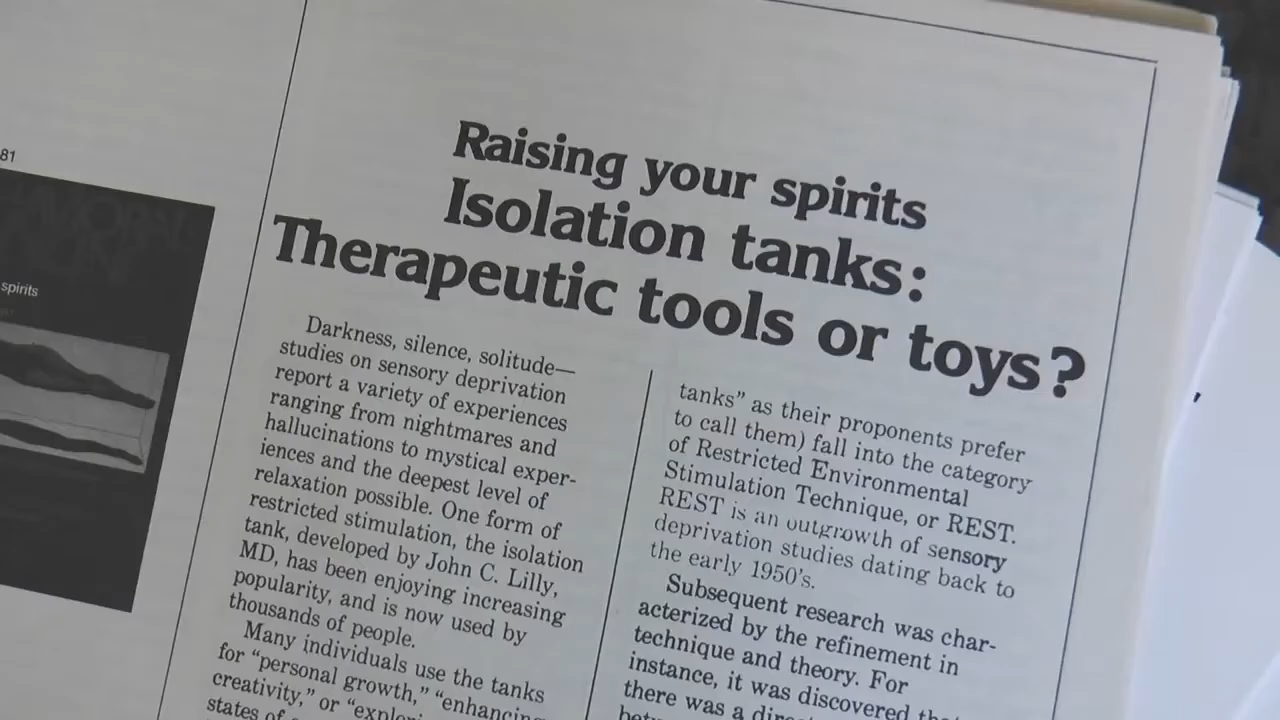 81
spirits
Raising your spirits
Isolation tanks:
Therapeutic tools or toys?
Darkness, silence, solitude—
studies on sensory deprivation
report a variety of experiences
ranging from nightmares and
hallucinations to mystical exper-
iences and the deepest level of
relaxation possible. One form of
restricted stimulation, the isolation
tank, developed by John C. Lilly,
MD, has been enjoying increasing
popularity, and is now used by
thousands of people.
Many individuals use the tanks
for “personal growth,” “enhancing
creativity,” or
states of
tanks” as their proponents prefer
to call them) fall into the category
of Restricted Environmental
Stimulation Technique, or REST.
REST is an outgrowth of sensory
deprivation studies dating back to
the early 1950's.
Subsequent research was char-
acterized by the refinement in
technique and theory. For
instance, it was discovered
there was a